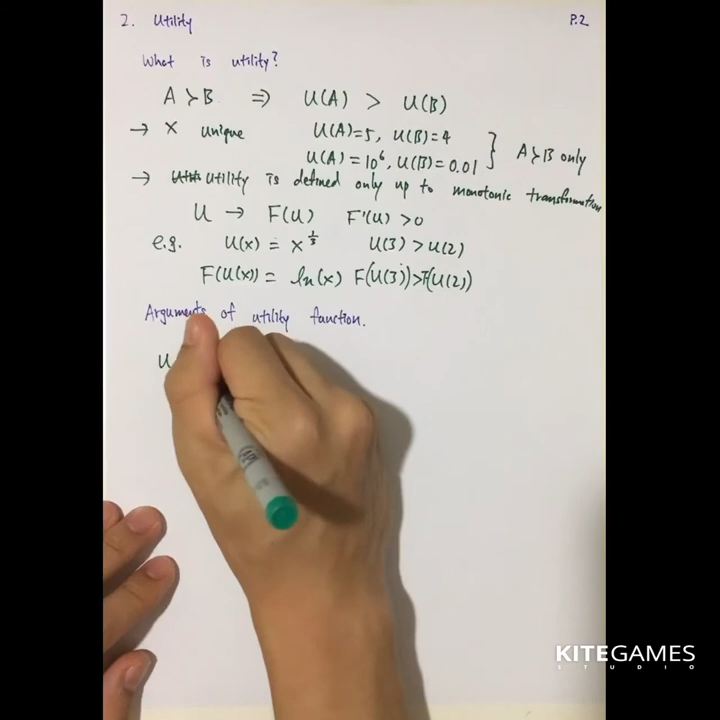 2. Utility P.2
What is utility?
A ≻ B ⇒ U(A) > U(B)
→ X unique U(A)=5, U(B)=4
U(A)=10⁶, U(B)=0.01 } A≻B only
→ utility is defined only up to monotonic transformation
U → F(U) F'(U) >0
e.g. U(x) = x^{1/3} U(3) > U(2)
F(U(x)) = ln(x) F(U(3))>F(U(2))
Arguments of utility function.
U
KITEGAMES
STUDIO